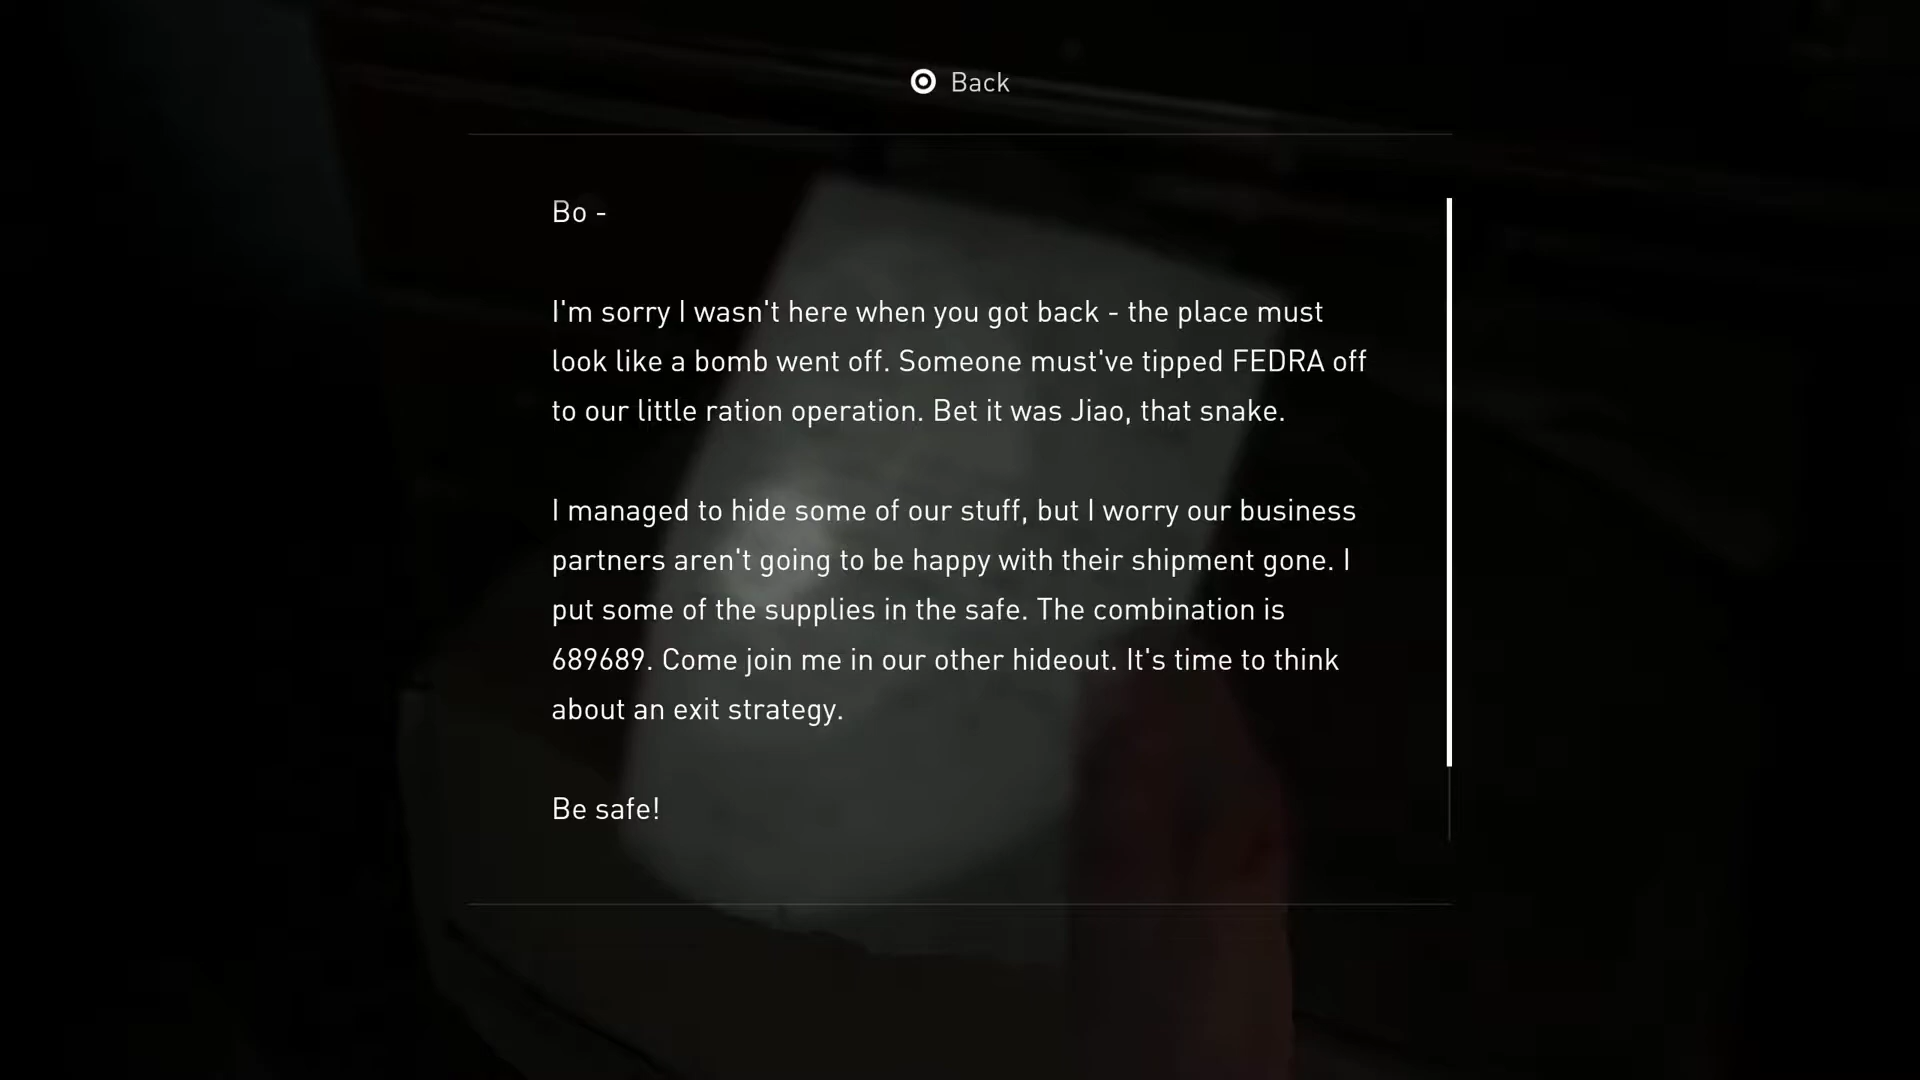 Back
Bo -
I'm sorry I wasn't here when you got back - the place must
look like a bomb went off. Someone must've tipped FEDRA off
to our little ration operation. Bet it was Jiao, that snake.
I managed to hide some of our stuff, but I worry our business
partners aren't going to be happy with their shipment gone. I
put some of the supplies in the safe. The combination is
689689. Come join me in our other hideout. It's time to think
about an exit strategy.
Be safe!